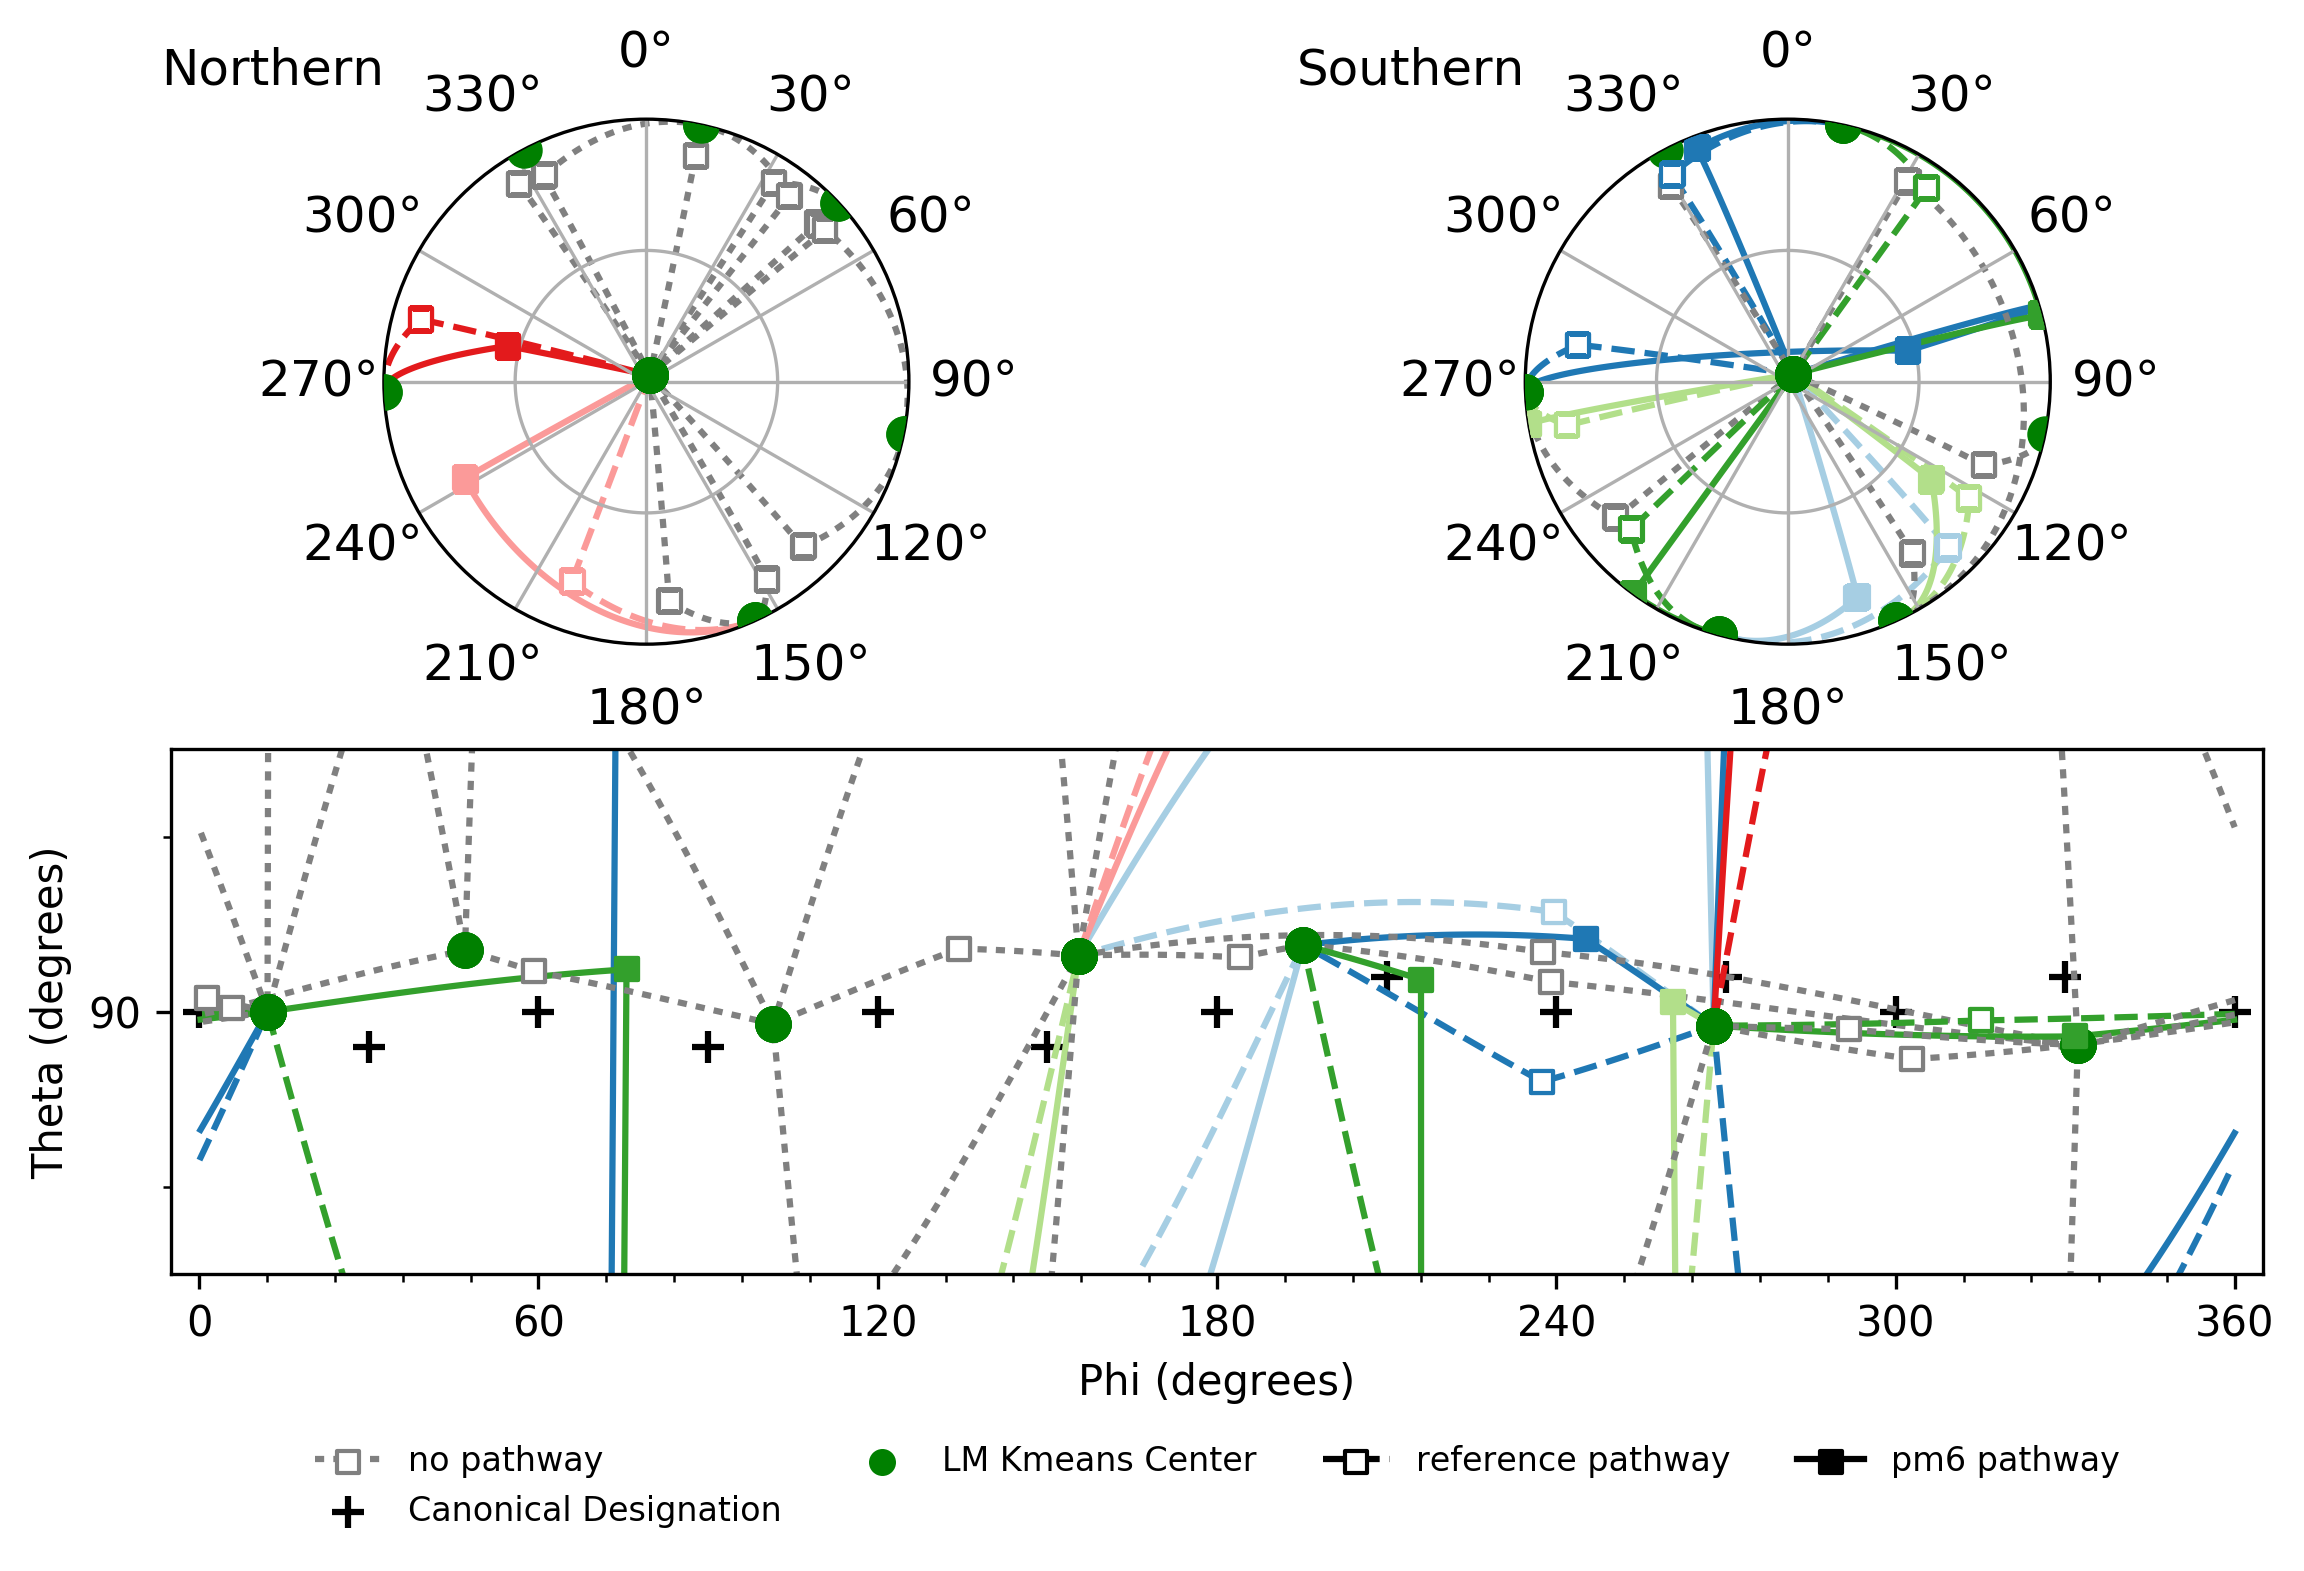 Northern
0°
30°
60°
90°
120°
150°
180°
210°
240°
270°
300°
330°
Southern
0°
30°
60°
90°
120°
150°
180°
210°
240°
270°
300°
330°
Theta (degrees)
90
0 60 120 180 240 300 360
Phi (degrees)
no pathway
Canonical Designation
LM Kmeans Center
reference pathway
pm6 pathway